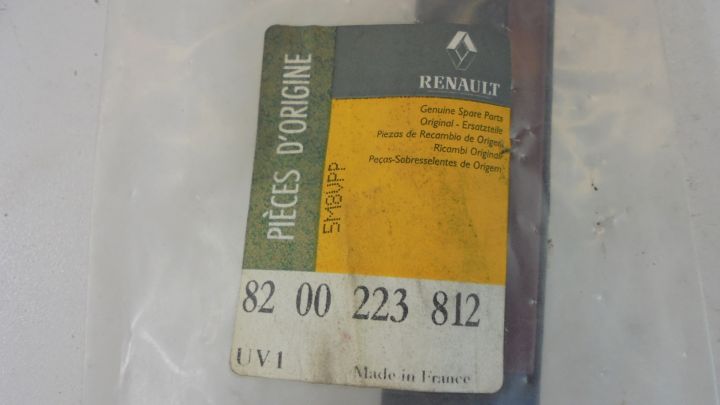 PIÈCES D'ORIGINE
5M8UPP
RENAULT
Genuine Spare Parts
Original - Ersatzteile
Piezas de Recambio de Origen
Ricambi Originali
Peças-Sobresselentes de Origem
82 00 223 812
UV1
Made in France